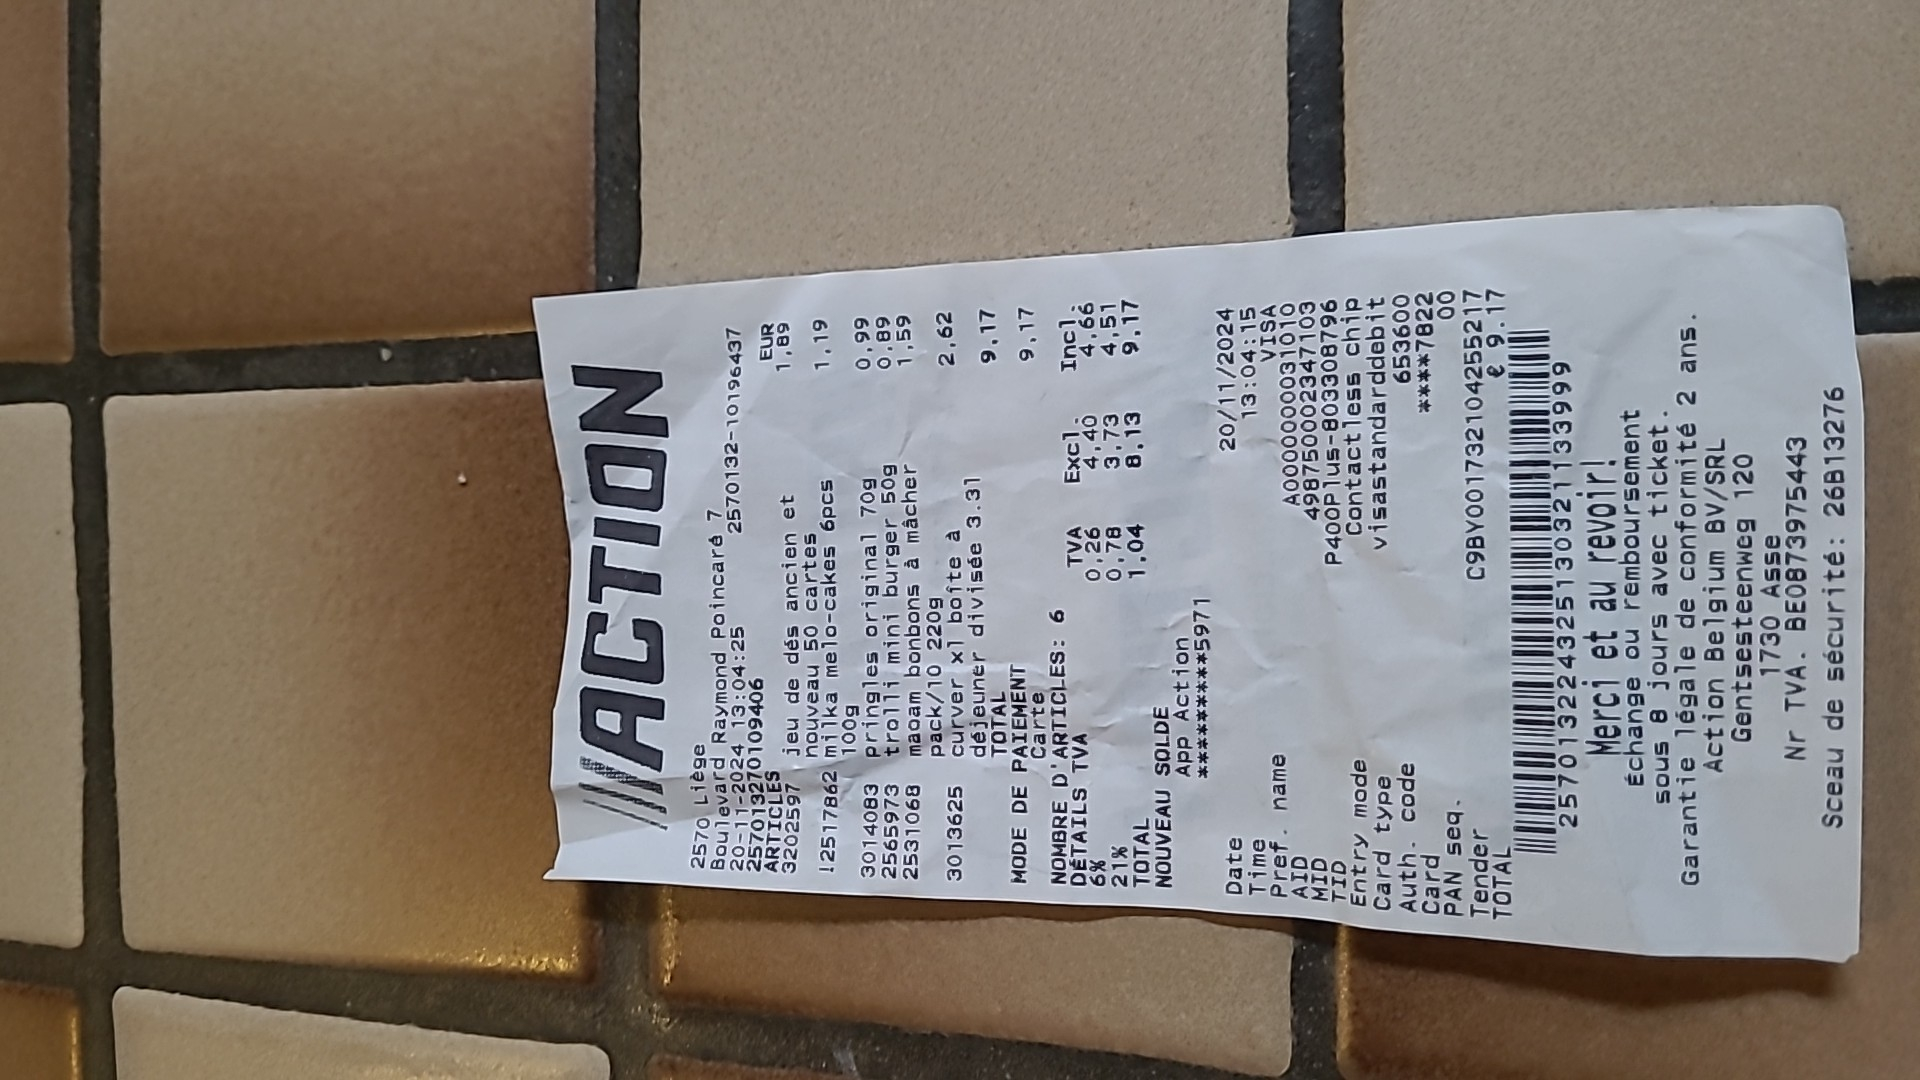 ACTION
2570 Liège
Boulevard Raymond Poincaré 7
20-11-2024 13:04:25 2570132-10196437
2570132701109406
ARTICLES EUR
3202597 jeu de dés ancien et 1,89
nouveau 50 cartes
!2517862 milka melo-cakes 6pcs 1,19
100g
3014083 pringles original 70g 0,99
2565973 trolli mini burger 50g 0,89
2531068 maoam bonbons à mâcher 1,59
pack/10 220g
3013625 curver xl boîte à 2,62
déjeuner divisée 3.31
TOTAL 9,17
MODE DE PAIEMENT
Carte 9,17
NOMBRE D'ARTICLES: 6
DÉTAILS TVA TVA Excl. Incl.
6% 0,26 4,40 4,66
21% 0,78 3,73 4,51
TOTAL 1,04 8,13 9,17
NOUVEAU SOLDE
App Action
*********5971
Date 20/11/2024
Time 13:04:15
Pref. name VISA
AID A0000000031010
MID 498750002347103
TID P400Plus-803308796
Entry mode Contactless chip
Card type visastandarddebit
Auth. code 653600
Card ****7822
PAN seq. 00
Tender C9BY001732104255217
TOTAL € 9.17
257013224325130321133999
Merci et au revoir!
Échange ou remboursement
sous 8 jours avec ticket.
Garantie légale de conformité 2 ans.
Action Belgium BV/SRL
Gentsesteenweg 120
1730 Asse
Nr TVA. BE0873975443
Sceau de sécurité: 26B13276